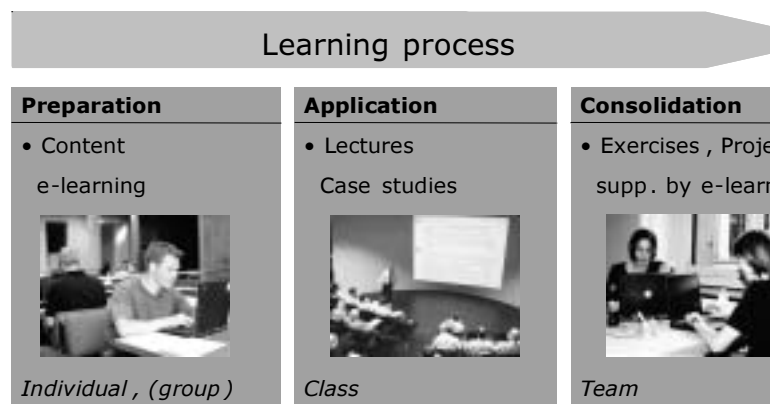 Learning process
Preparation
• Content
e-learning
Individual, (group)
Application
• Lectures
Case studies
Class
Consolidation
• Exercises, Proje
supp. by e-learn
Team